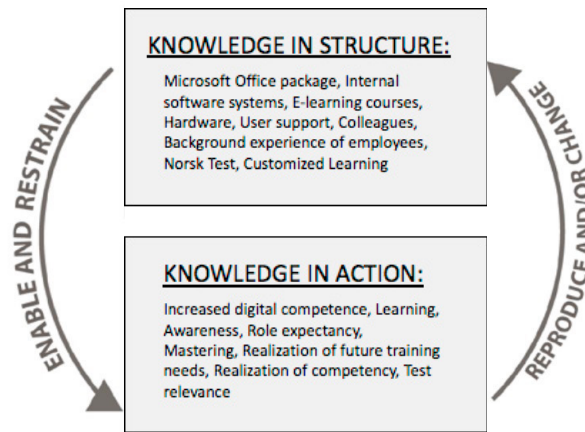 KNOWLEDGE IN STRUCTURE:
Microsoft Office package, Internal
software systems, E-learning courses,
Hardware, User support, Colleagues,
Background experience of employees,
Norsk Test, Customized Learning
ENABLE AND RESTRAIN
REPRODUCE AND/OR CHANGE
KNOWLEDGE IN ACTION:
Increased digital competence, Learning,
Awareness, Role expectancy,
Mastering, Realization of future training
needs, Realization of competency, Test
relevance